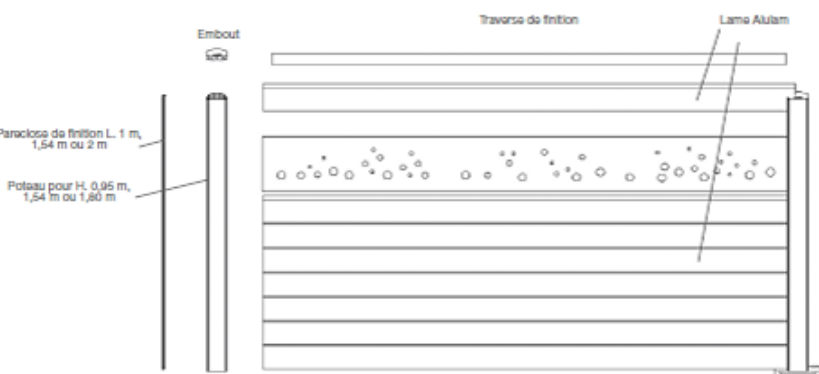 Traverse de finition
Lame Alulam
Embout
Pareclose de finition L. 1 m,
1,54 m ou 2 m
Poteau pour H. 0,95 m,
1,54 m ou 1,80 m